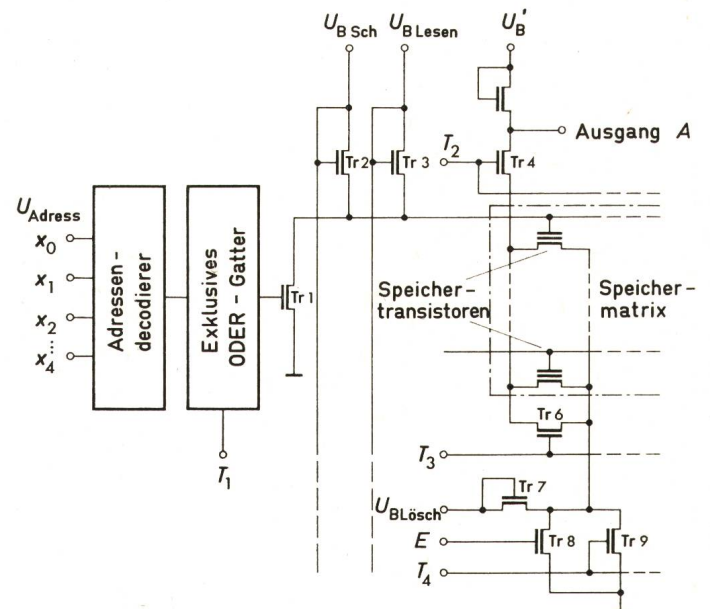 U_B Sch
U_B Lesen
U_B'
Ausgang A
T_2
Tr 2
Tr 3
Tr 4
U_Adress
x_0
x_1
x_2
...
x_4
Adressen-
decodierer
Exklusives
ODER-Gatter
Tr 1
T_1
Speicher-
transistoren
Speicher-
matrix
Tr 6
T_3
Tr 7
U_BLösch
E
Tr 8
Tr 9
T_4